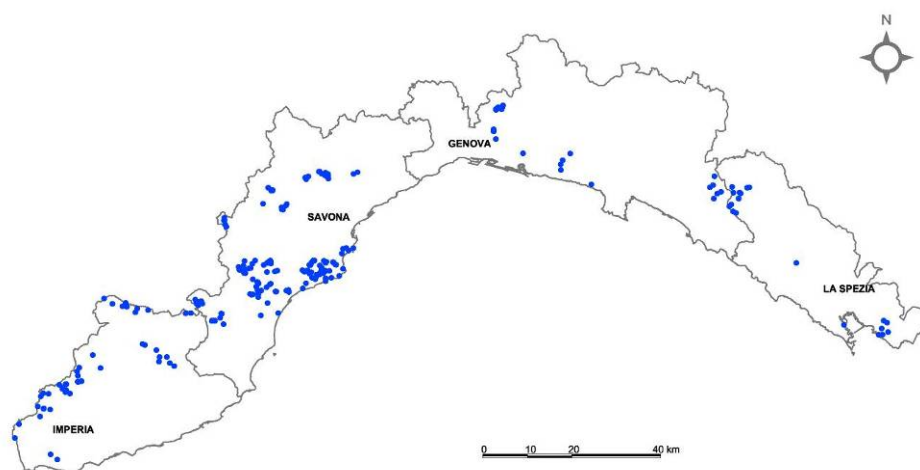 N
GENOVA
SAVONA
LA SPEZIA
IMPERIA
0 10 20 40 km